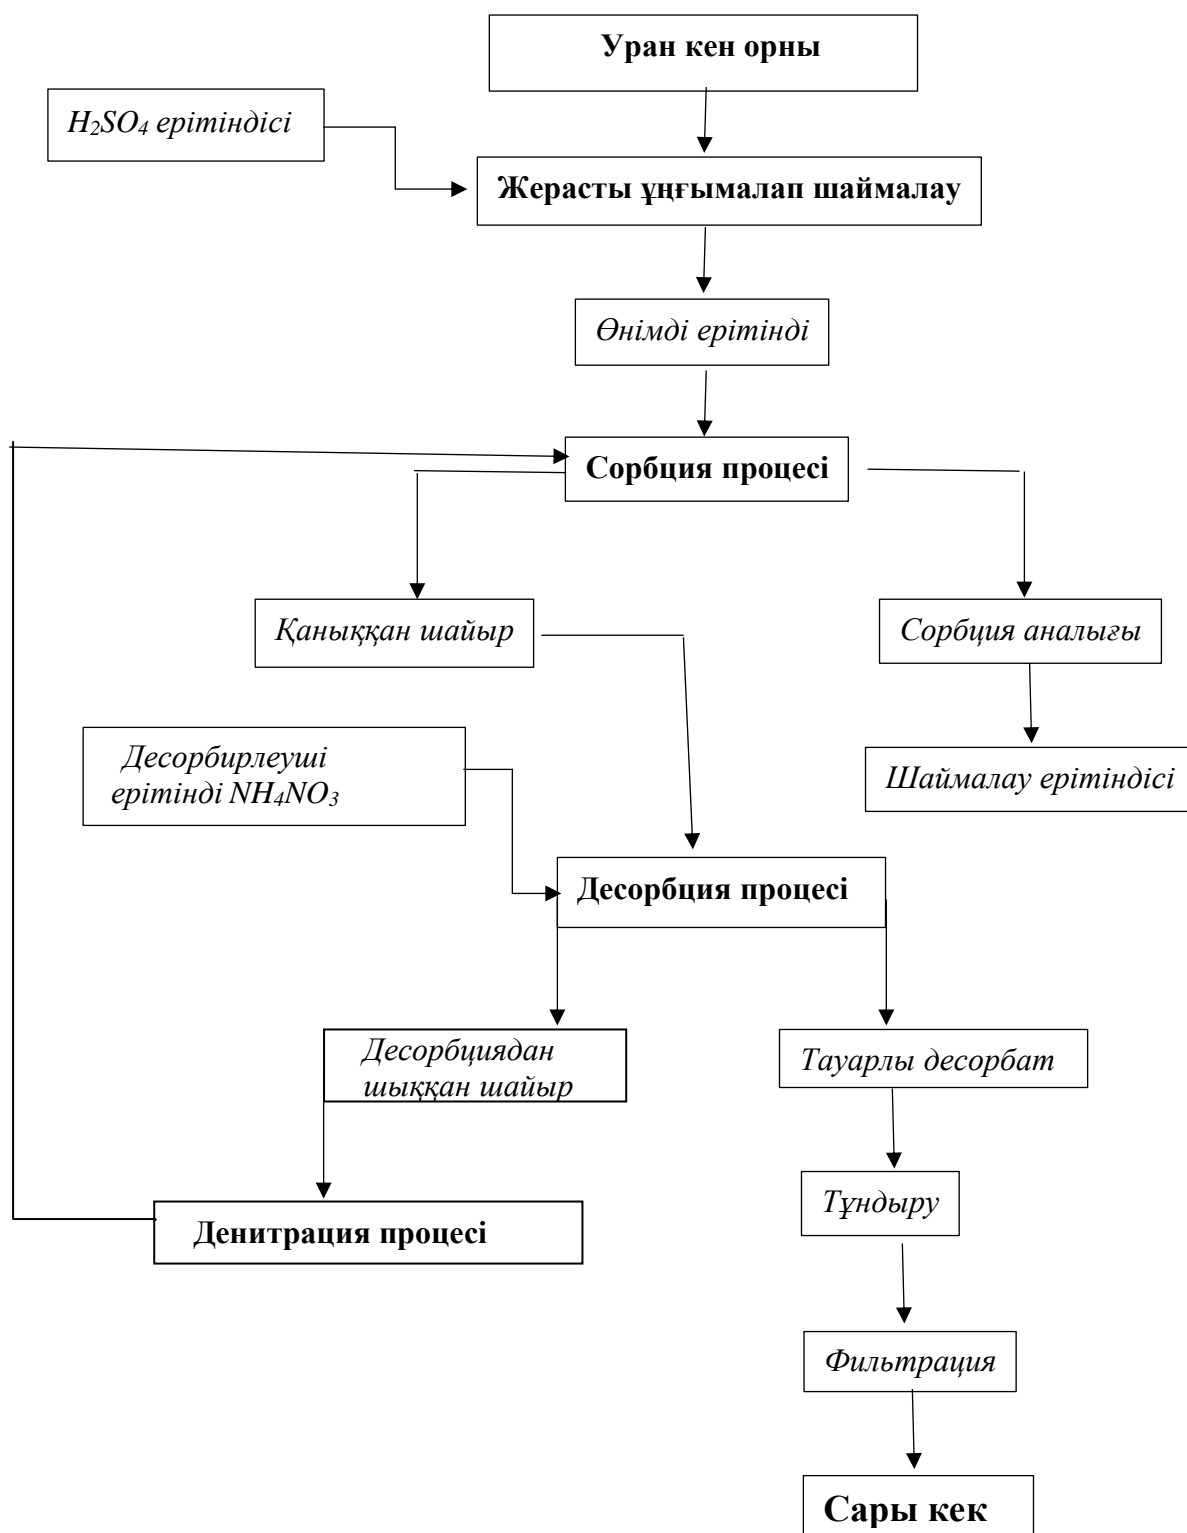 Уран кен орны
H₂SO₄ ерітіндісі
Жерасты ұңғымалап шаймалау
Өнімді ерітінді
Сорбция процесі
Қаныққан шайыр
Сорбция аналығы
Десорбирлеуші
ерітінді NH₄NO₃
Шаймалау ерітіндісі
Десорбция процесі
Десорбциядан
шыққан шайыр
Тауарлы десорбат
Тұндыру
Денитрация процесі
Фильтрация
Сары кек